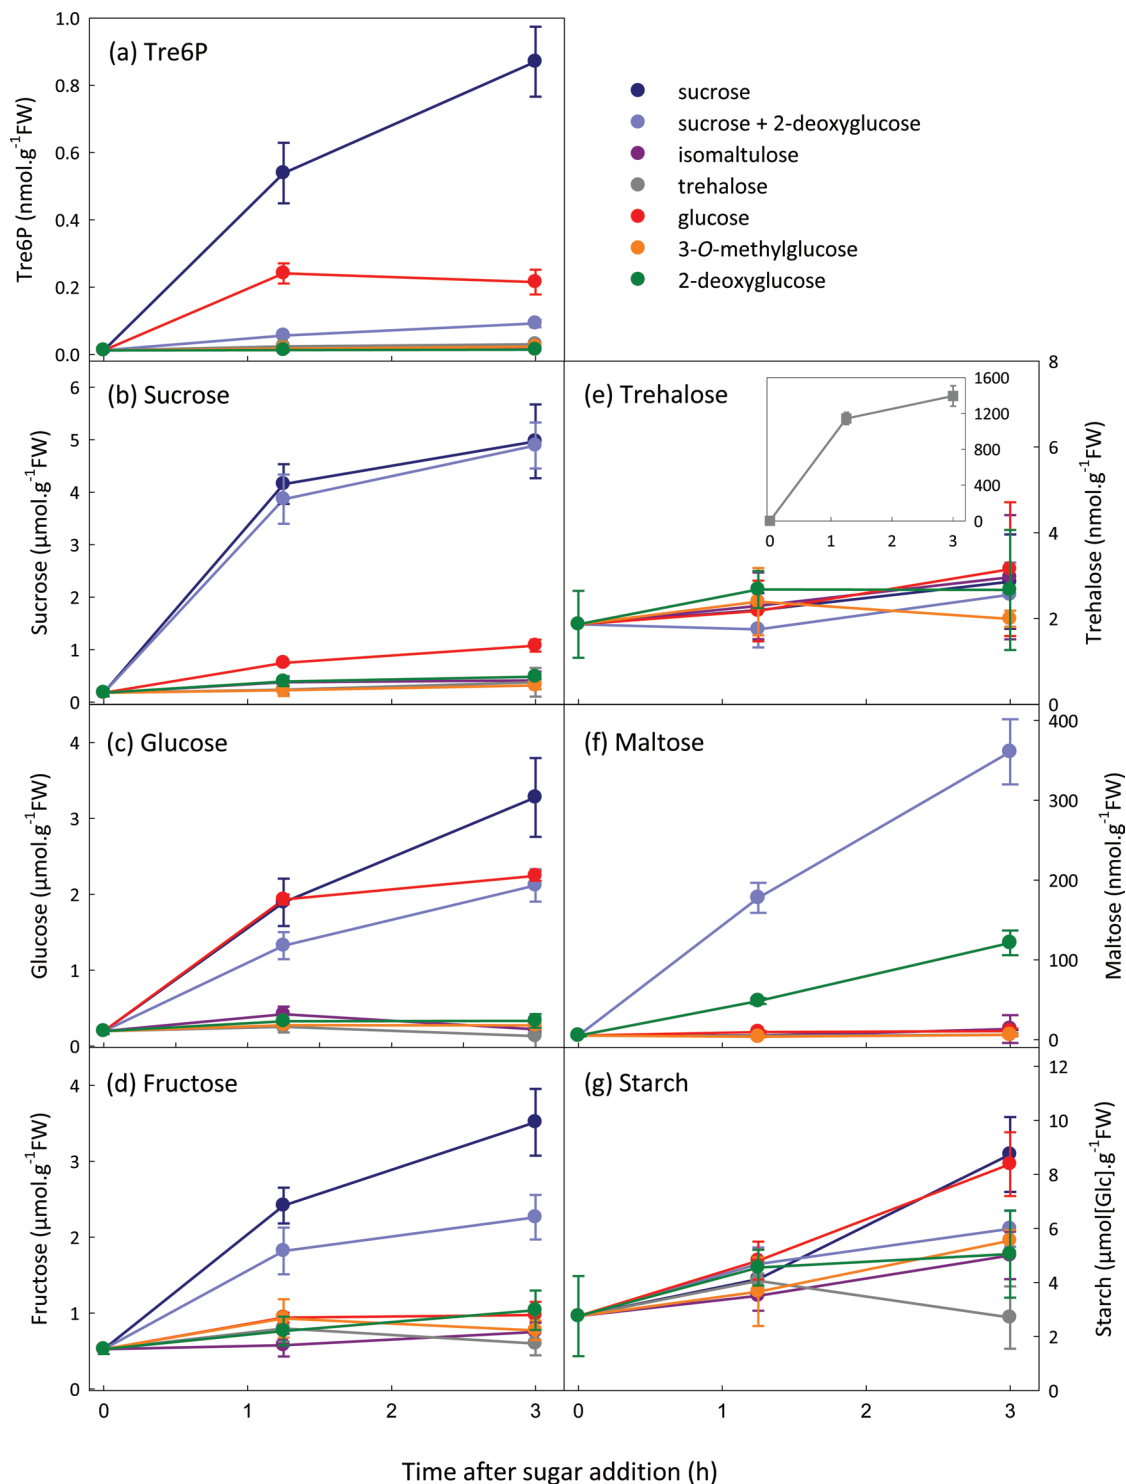 (a) Tre6P
Tre6P (nmol.g⁻¹FW)
1.0
0.8
0.6
0.4
0.2
0.0
sucrose
sucrose + 2-deoxyglucose
isomaltulose
trehalose
glucose
3-O-methylglucose
2-deoxyglucose
(b) Sucrose
Sucrose (µmol.g⁻¹FW)
6
5
4
3
2
1
0
(e) Trehalose
Trehalose (nmol.g⁻¹FW)
8
6
4
2
0
1600
1200
800
400
0
0 1 2 3
(c) Glucose
Glucose (µmol.g⁻¹FW)
4
3
2
1
0
(f) Maltose
Maltose (nmol.g⁻¹FW)
400
300
200
100
0
(d) Fructose
Fructose (µmol.g⁻¹FW)
4
3
2
1
0
0 1 2 3
(g) Starch
Starch (µmol[Glc].g⁻¹FW)
12
10
8
6
4
2
0
0 1 2 3
Time after sugar addition (h)